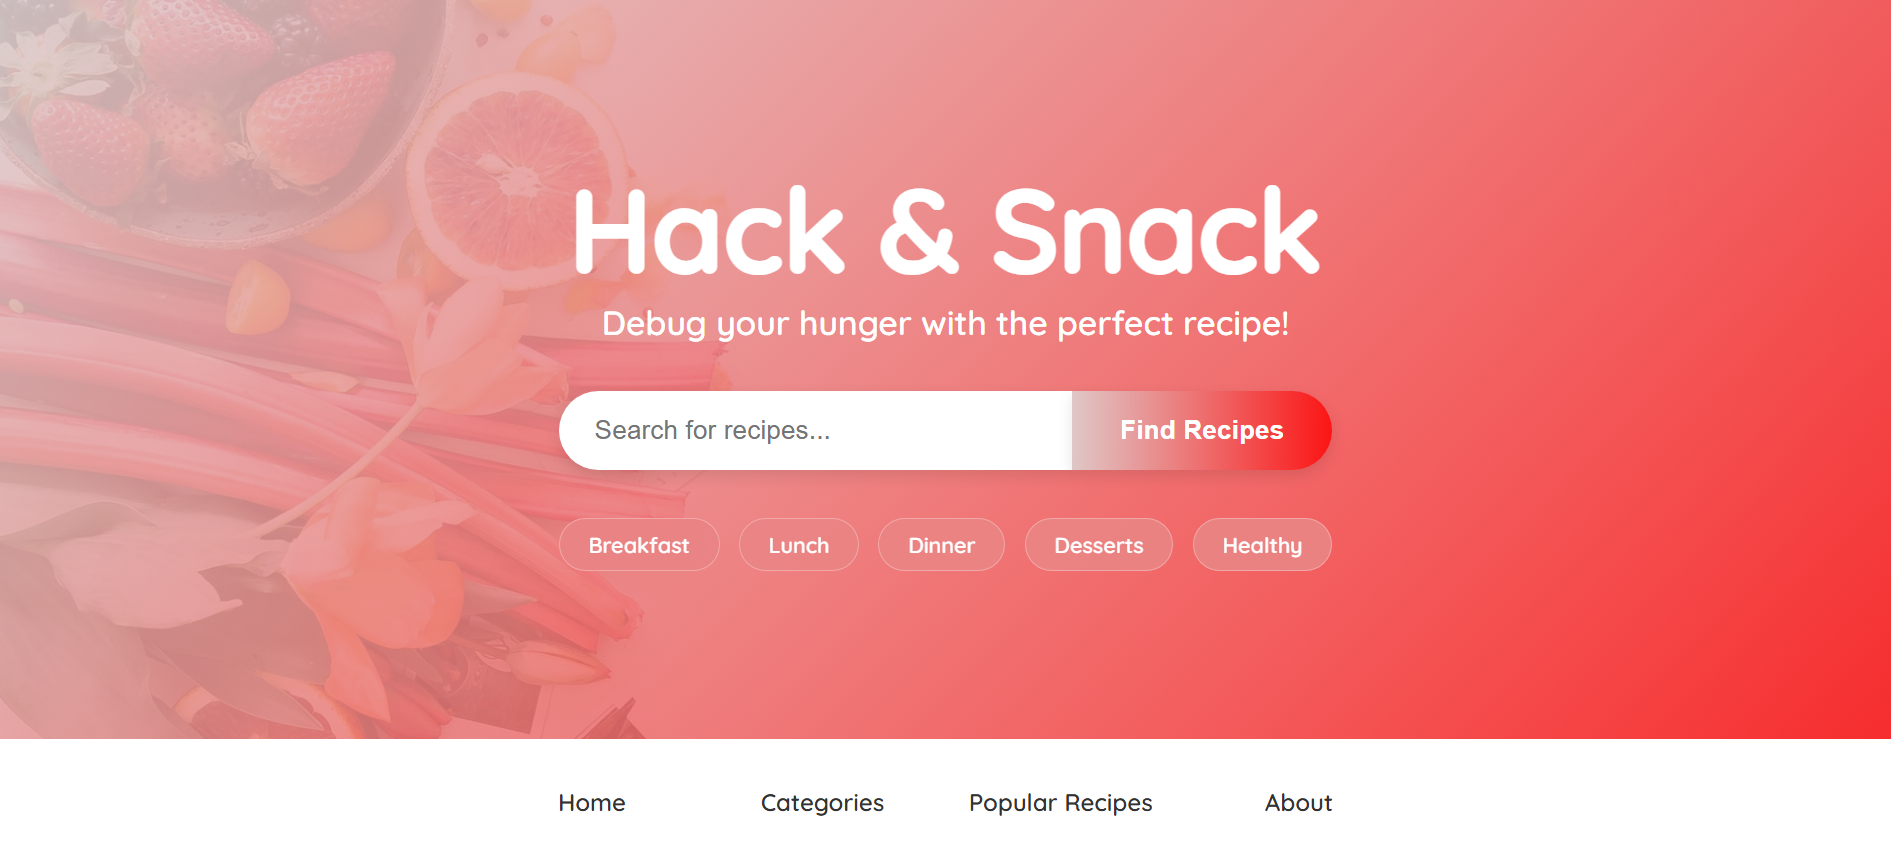 Hack & Snack
Debug your hunger with the perfect recipe!
Search for recipes...
Find Recipes
Breakfast
Lunch
Dinner
Desserts
Healthy
Home
Categories
Popular Recipes
About